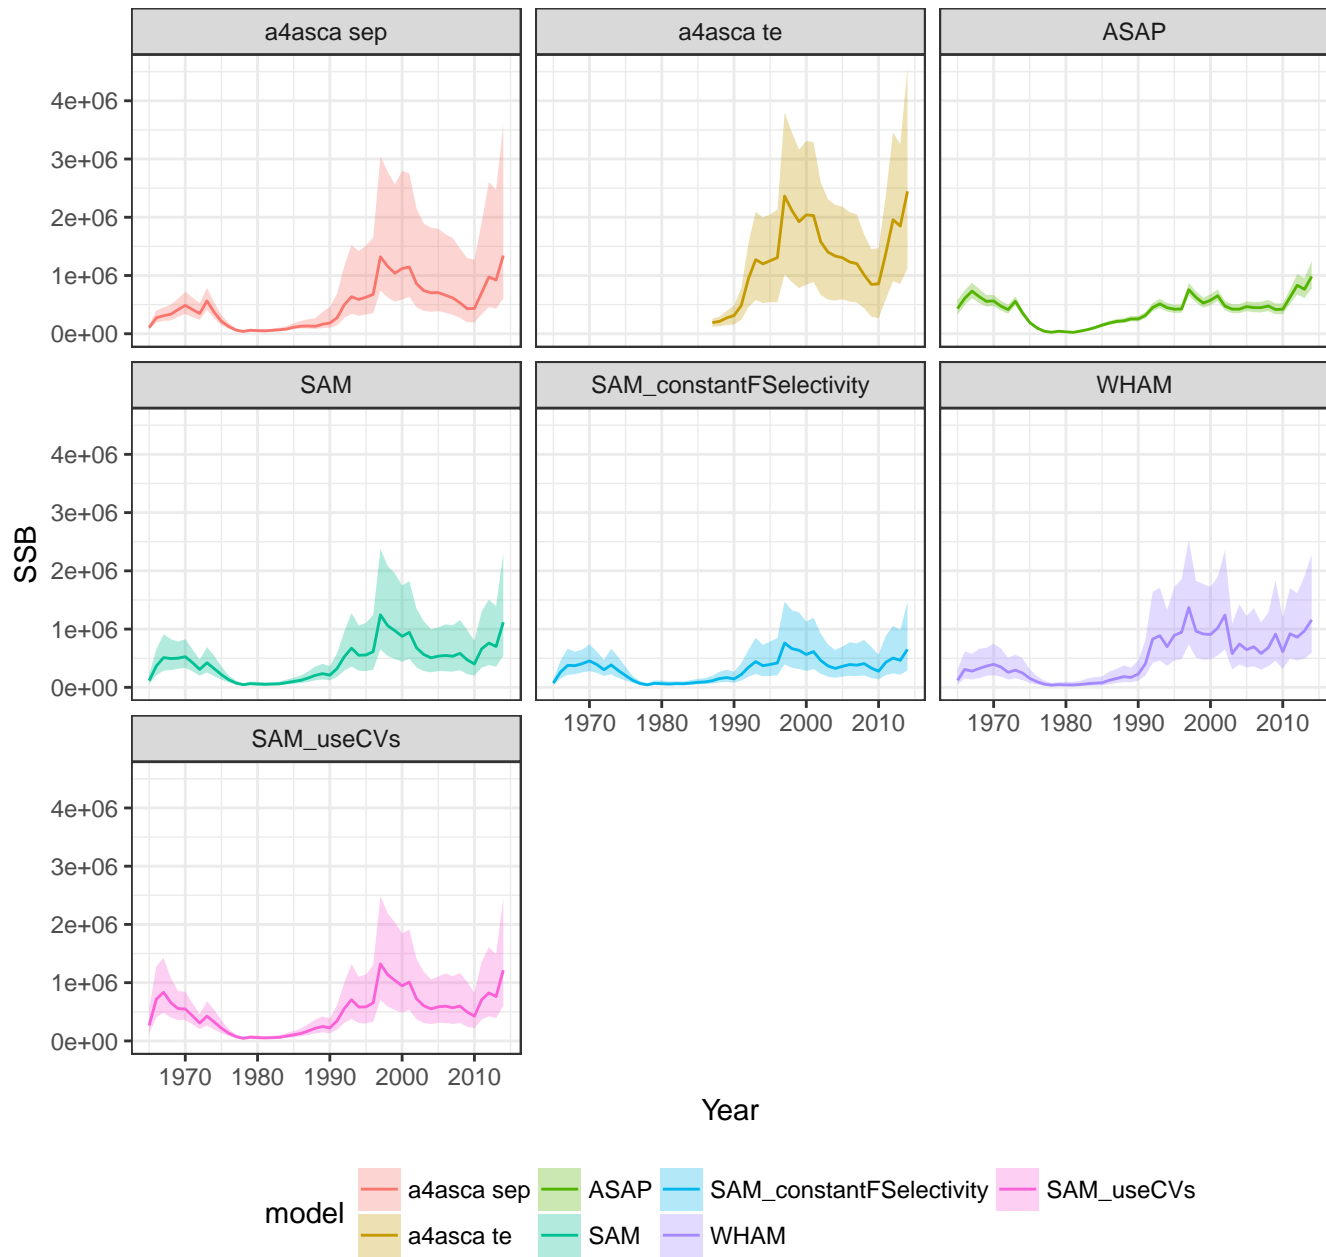 a4asca sep a4asca te ASAP
4e+06
3e+06
2e+06
1e+06
0e+00
SAM SAM_constantFSelectivity WHAM
4e+06
3e+06
2e+06
1e+06
0e+00
1970 1980 1990 2000 2010 1970 1980 1990 2000 2010
SAM_useCVs
4e+06
3e+06
2e+06
1e+06
0e+00
1970 1980 1990 2000 2010
SSB
Year
model
a4asca sep ASAP SAM_constantFSelectivity SAM_useCVs
a4asca te SAM WHAM